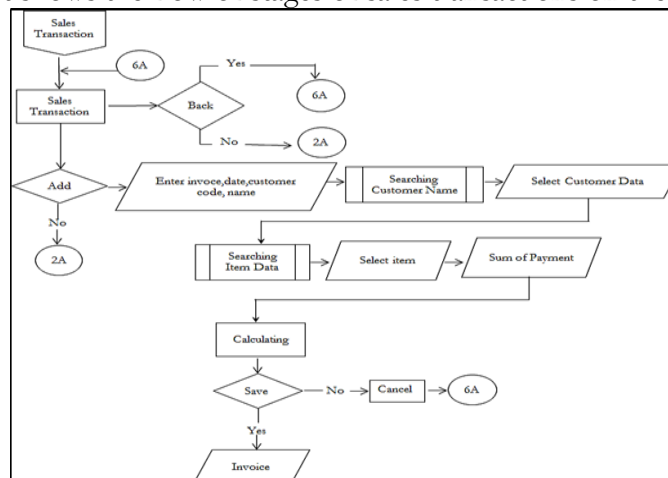 Sales
Transaction
6A
Yes
Sales
Transaction
Back
6A
No
2A
Add
Enter invoce,date,customer
code, name
Searching
Customer Name
Select Customer Data
No
2A
Searching
Item Data
Select item
Sum of Payment
Calculating
Save
No
Cancel
6A
Yes
Invoice